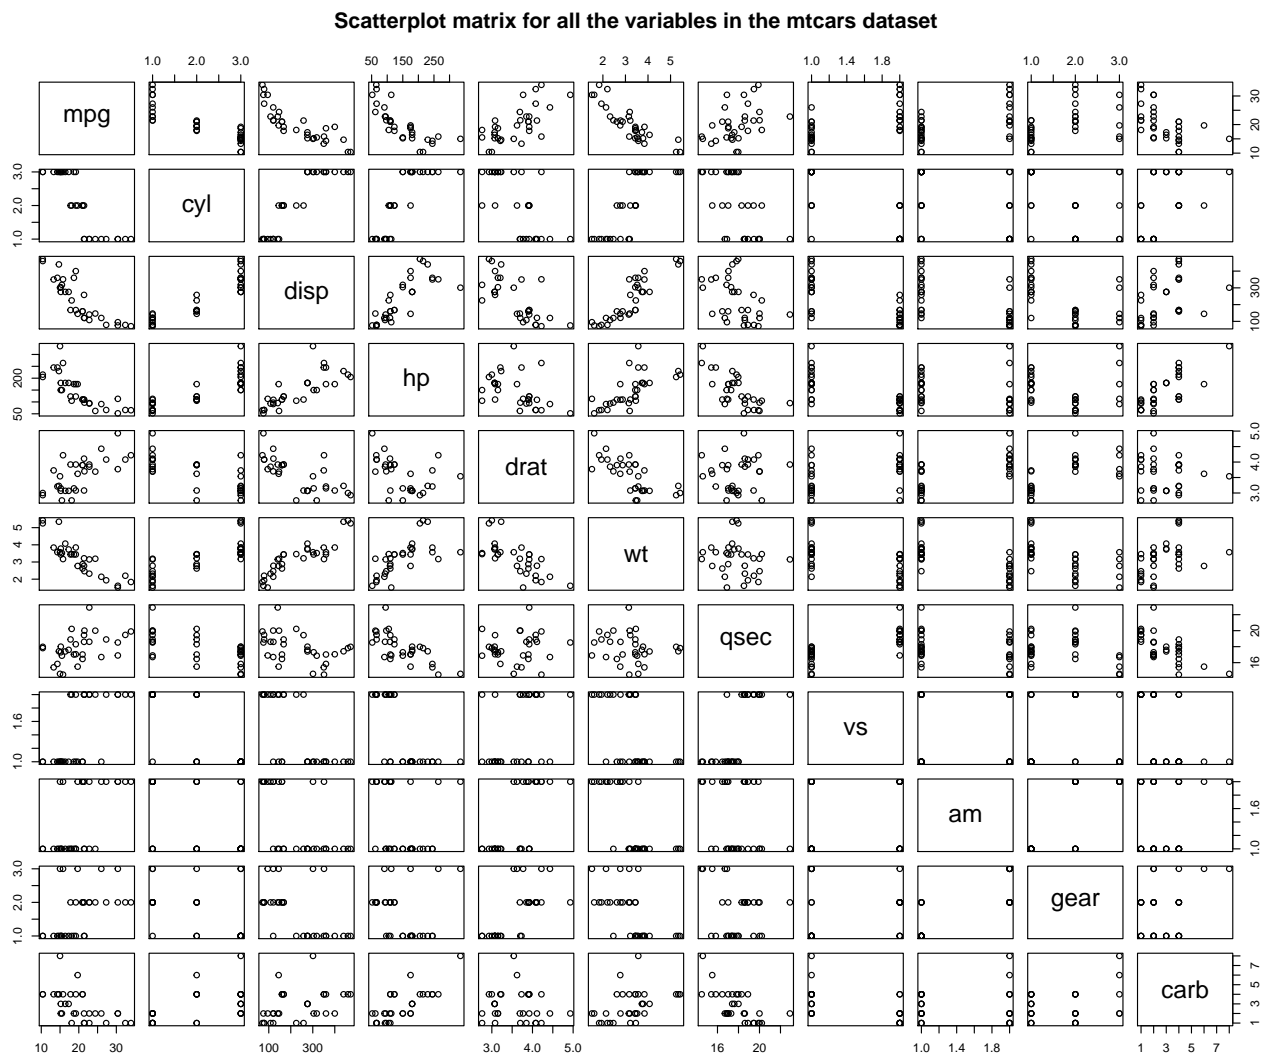 Scatterplot matrix for all the variables in the mtcars dataset
1.0 2.0 3.0 50 150 250 2 3 4 5 1.0 1.4 1.8 1.0 2.0 3.0
mpg 10 20 30
1.0 2.0 3.0 cyl
disp 100 300
50 200 hp
drat 3.0 4.0 5.0
2 3 4 5 wt
qsec 16 20
1.0 1.6 vs
am 1.0 1.6
1.0 2.0 3.0 gear
carb 1 3 5 7
10 20 30 100 300 3.0 4.0 5.0 16 20 1.0 1.4 1.8 1 3 5 7